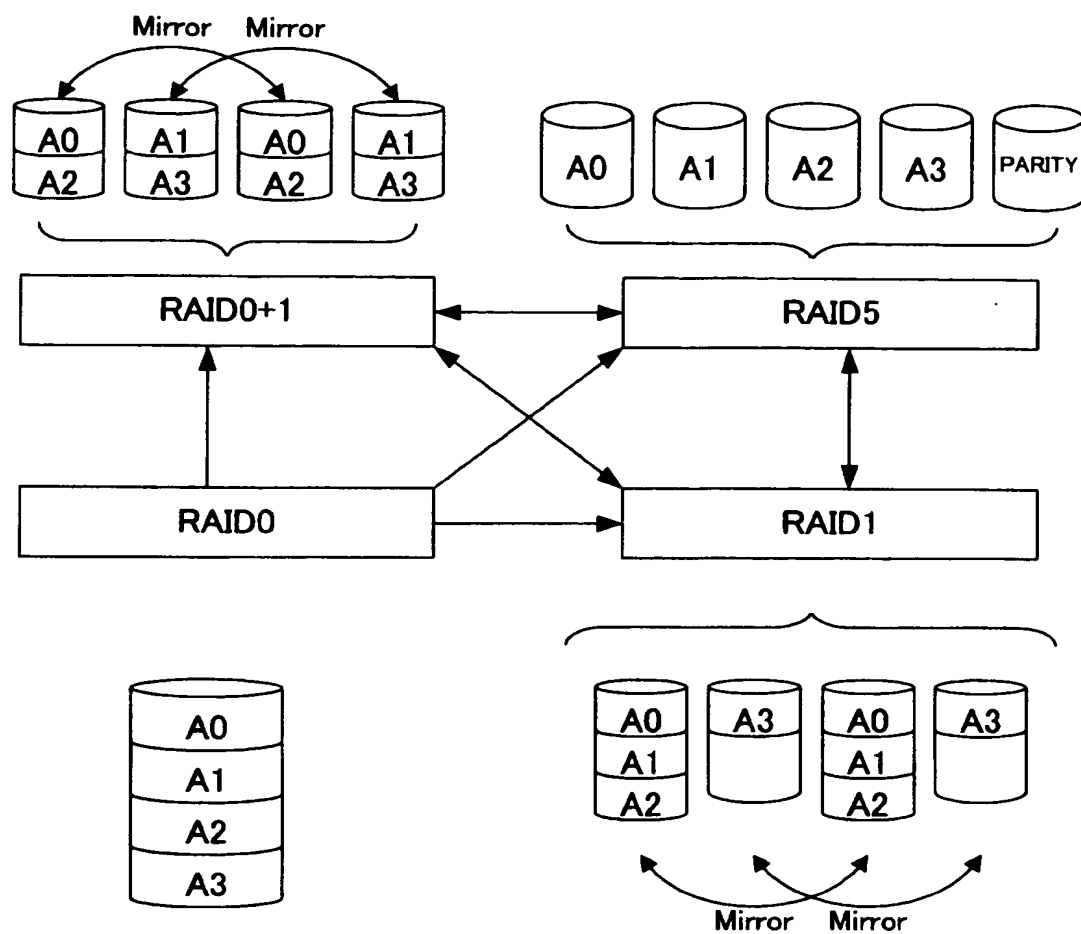 Mirror Mirror
A0 A1 A0 A1
A2 A3 A2 A3
A0 A1 A2 A3 PARITY
RAID0+1 RAID5
RAID0 RAID1
A0
A1
A2
A3
A0 A3 A0 A3
A1 A1
A2 A2
Mirror Mirror